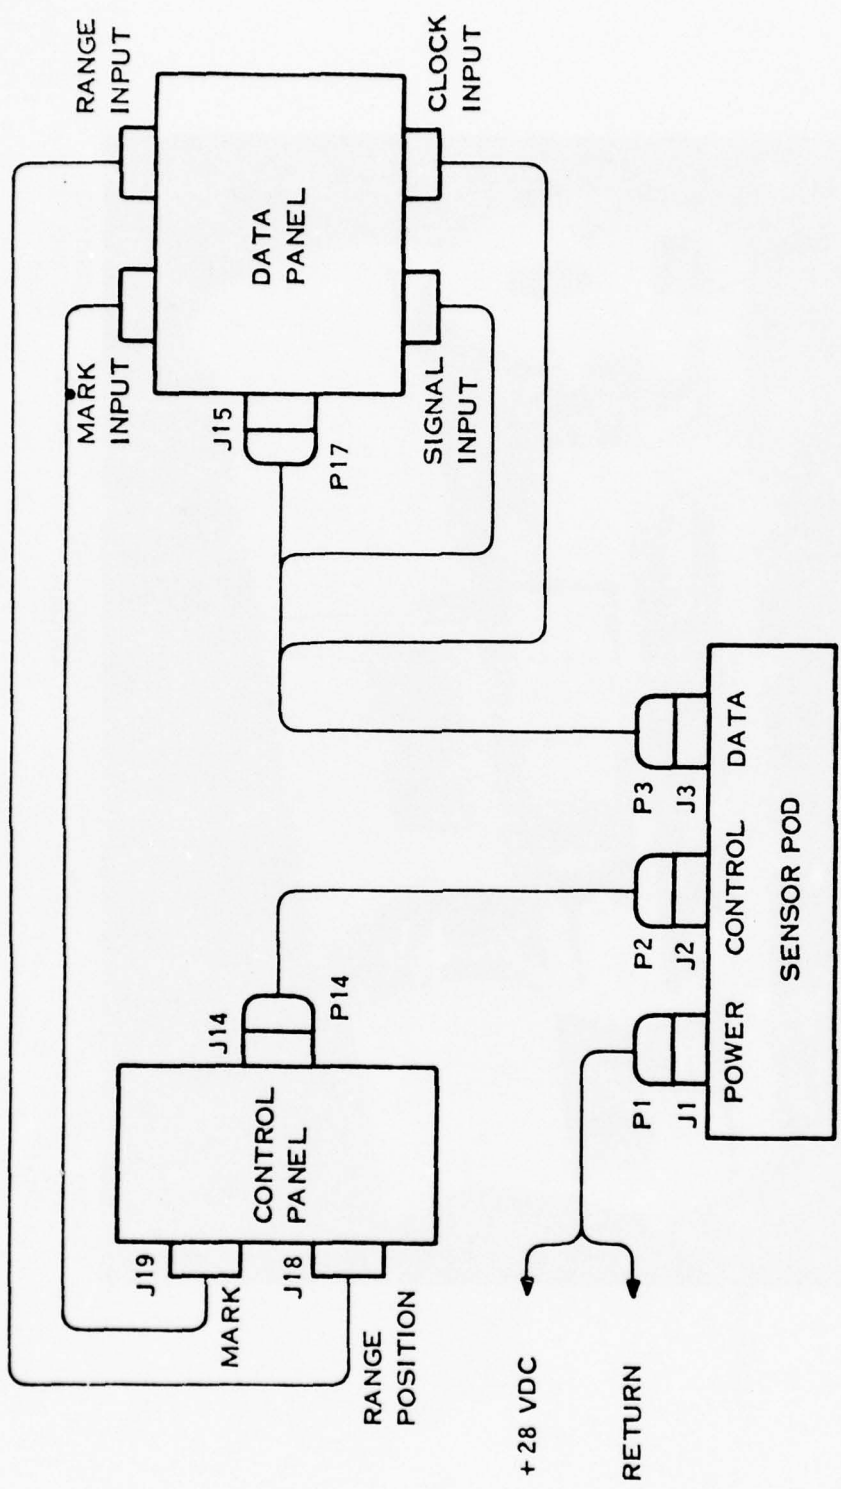 MARK
INPUT
RANGE
INPUT
J19
MARK
J18
RANGE
POSITION
CONTROL
PANEL
J14
P14
J15
P17
DATA
PANEL
SIGNAL
INPUT
CLOCK
INPUT
+28 VDC
RETURN
P1
P2
P3
J1
J2
J3
POWER
CONTROL
DATA
SENSOR POD